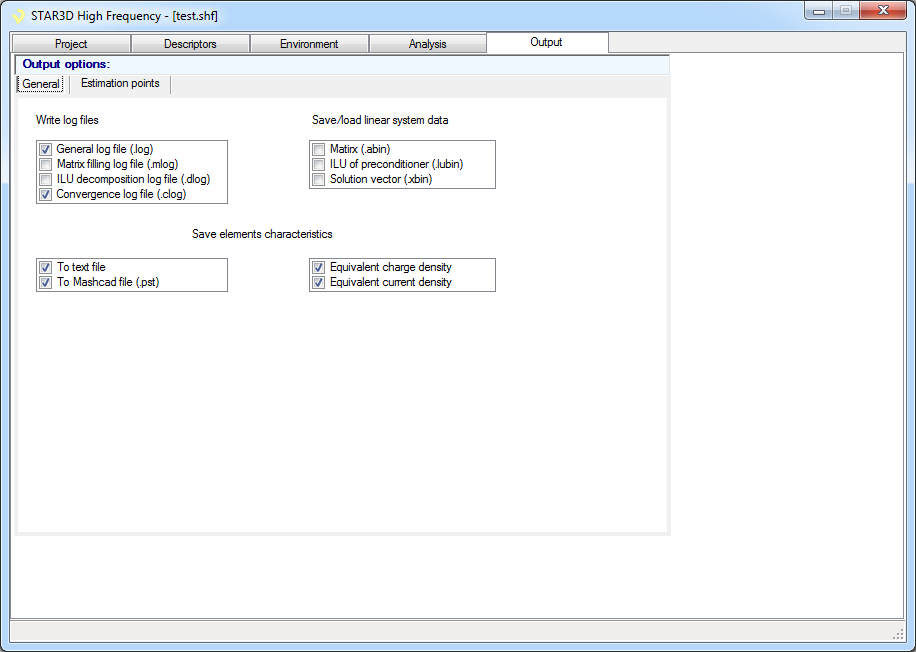 STAR3D High Frequency - [test.shf]
Project Descriptors Environment Analysis Output
Output options:
General Estimation points
Write log files
General log file (.log)
Matrix filling log file (.mlog)
ILU decomposition log file (.dlog)
Convergence log file (.clog)
Save/load linear system data
Matirx (.abin)
ILU of preconditioner (.lubin)
Solution vector (.xbin)
Save elements characteristics
To text file
To Mashcad file (.pst)
Equivalent charge density
Equivalent current density